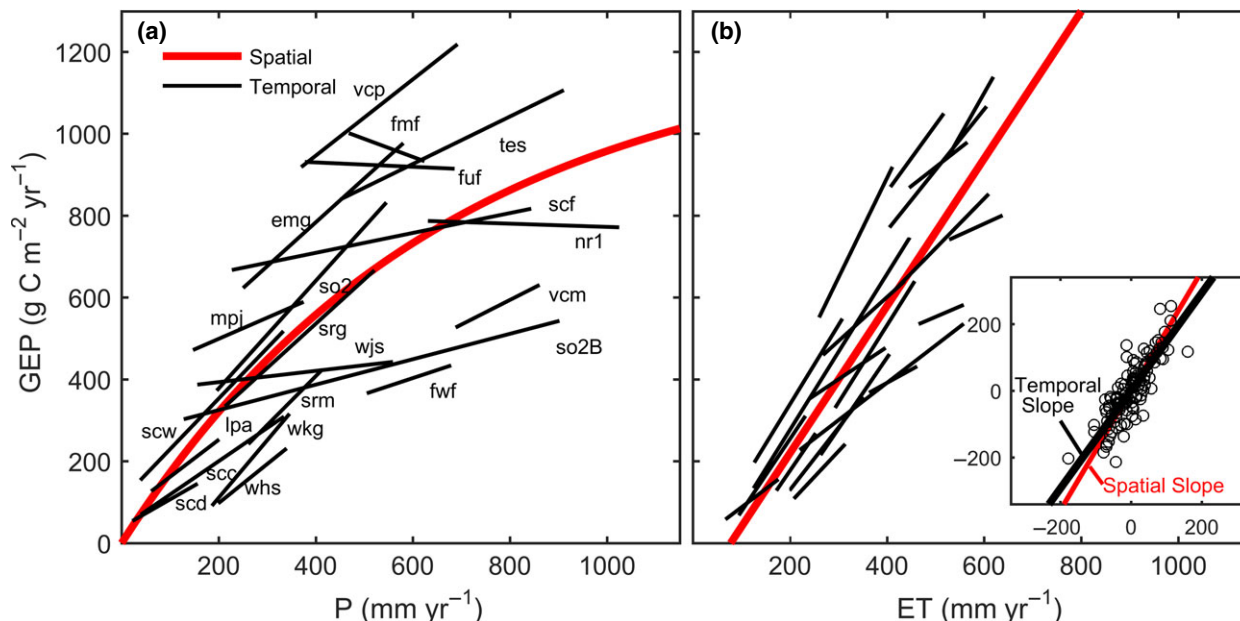 (a)
Spatial
Temporal
vcp
fmf
tes
fuf
emg
scf
nr1
so2
mpj
vcm
srg
wjs
so2B
fwf
srm
scw
lpa
wkg
scc
scd
whs
GEP (g C m−2 yr−1)
0
200
400
600
800
1000
1200
200 400 600 800 1000
P (mm yr−1)
(b)
200 400 600 800 1000
ET (mm yr−1)
200
0
−200
−200 0 200
Temporal
Slope
Spatial Slope